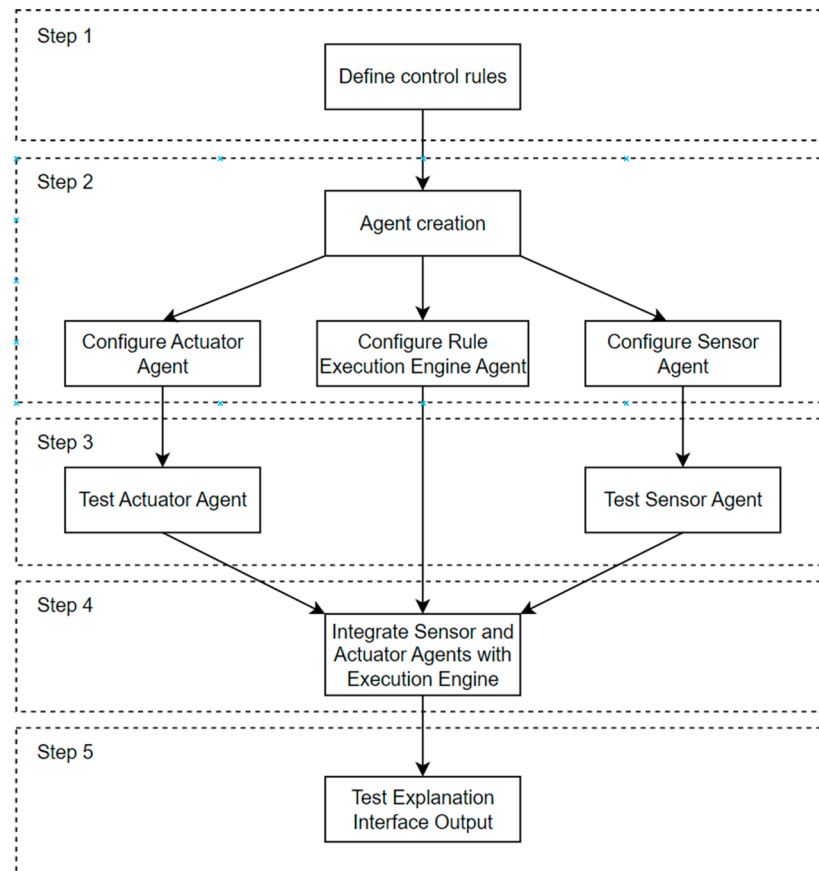 Step 1
Define control rules
Step 2
Agent creation
Configure Actuator
Agent
Configure Rule
Execution Engine Agent
Configure Sensor
Agent
Step 3
Test Actuator Agent
Test Sensor Agent
Step 4
Integrate Sensor and
Actuator Agents with
Execution Engine
Step 5
Test Explanation
Interface Output